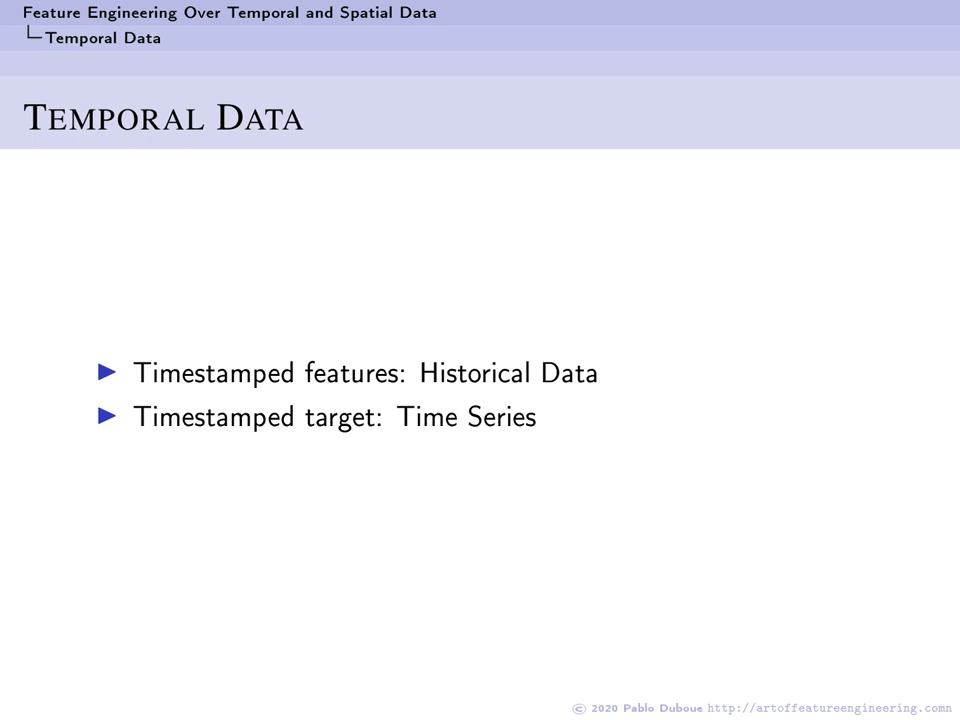 Feature Engineering Over Temporal and Spatial Data
Temporal Data
TEMPORAL DATA
Timestamped features: Historical Data
Timestamped target: Time Series
© 2020 Pablo Duboue http://artoffeatureengineering.comn